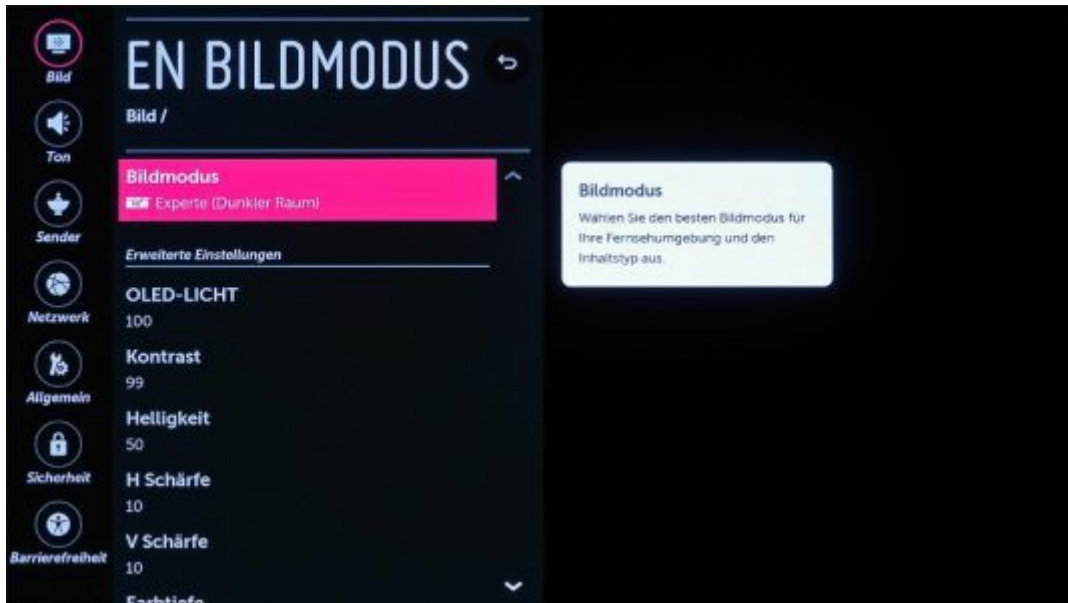 Bild
Ton
Sender
Netzwerk
Allgemein
Sicherheit
Barrierefreiheit
EN BILDMODUS
Bild /
Bildmodus
Experte (Dunkler Raum)
Erweiterte Einstellungen
OLED-LICHT
100
Kontrast
99
Helligkeit
50
H Schärfe
10
V Schärfe
10
Farbtiefe
Bildmodus
Wählen Sie den besten Bildmodus für
Ihre Fernsehumgebung und den
Inhaltstyp aus.